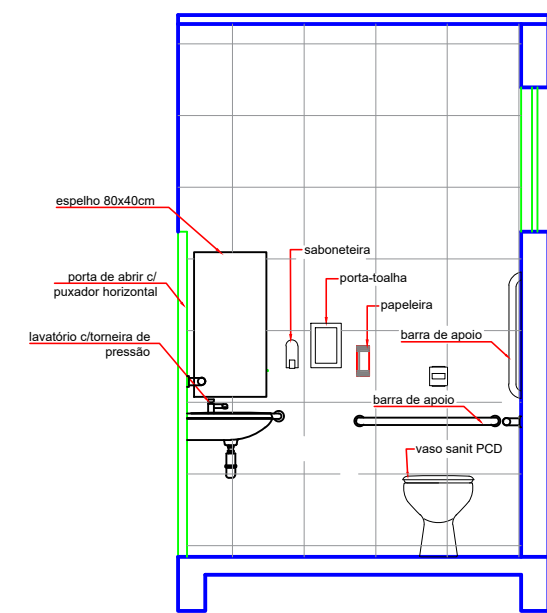 espelho 80x40cm
saboneteira
porta de abrir c/
puxador horizontal
porta-toalha
papeleira
lavatório c/torneira de
pressão
barra de apoio
barra de apoio
vaso sanit PCD